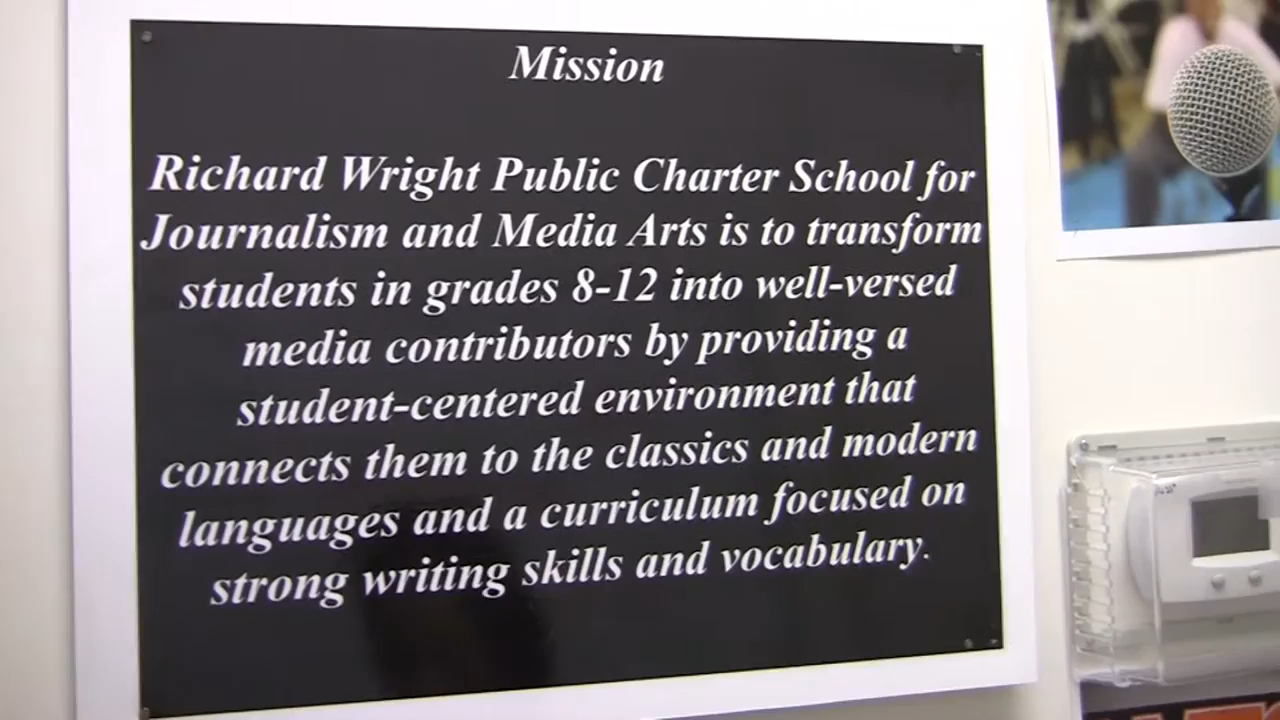 Mission
Richard Wright Public Charter School for
Journalism and Media Arts is to transform
students in grades 8-12 into well-versed
media contributors by providing a
student-centered environment that
connects them to the classics and modern
languages and a curriculum focused on
strong writing skills and vocabulary.